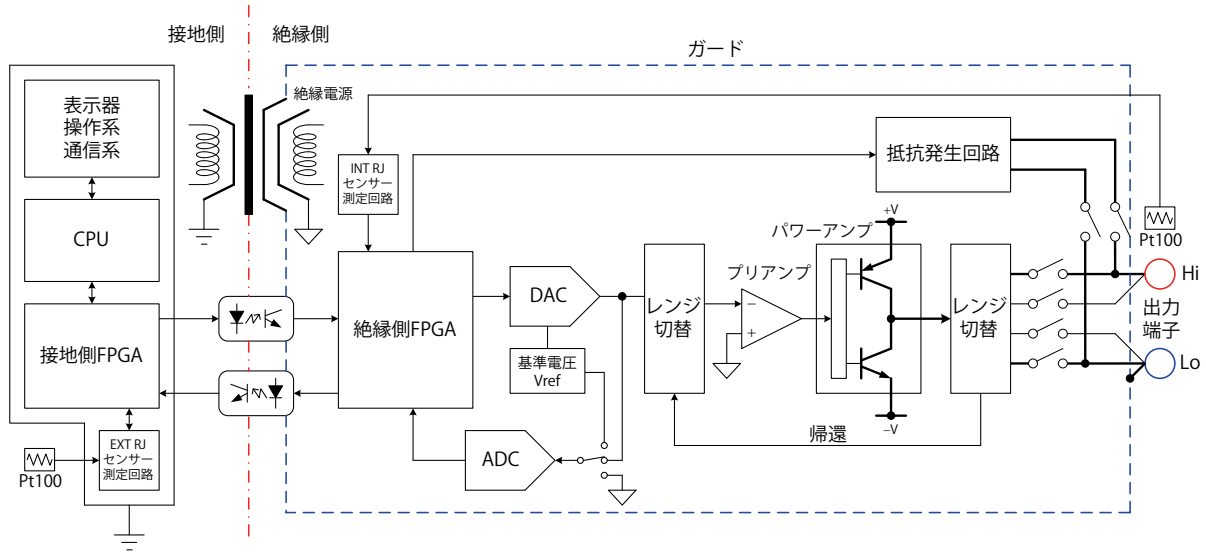 接地側
絶縁側
ガード
表示器
操作系
通信系
絶縁電源
INT RJ
センサー
測定回路
抵抗発生回路
Pt100
CPU
接地側FPGA
絶縁側FPGA
DAC
基準電圧
Vref
ADC
レンジ
切替
プリアンプ
−
+
パワーアンプ
+V
−V
レンジ
切替
帰還
Hi
出力
端子
Lo
EXT RJ
センサー
測定回路
Pt100